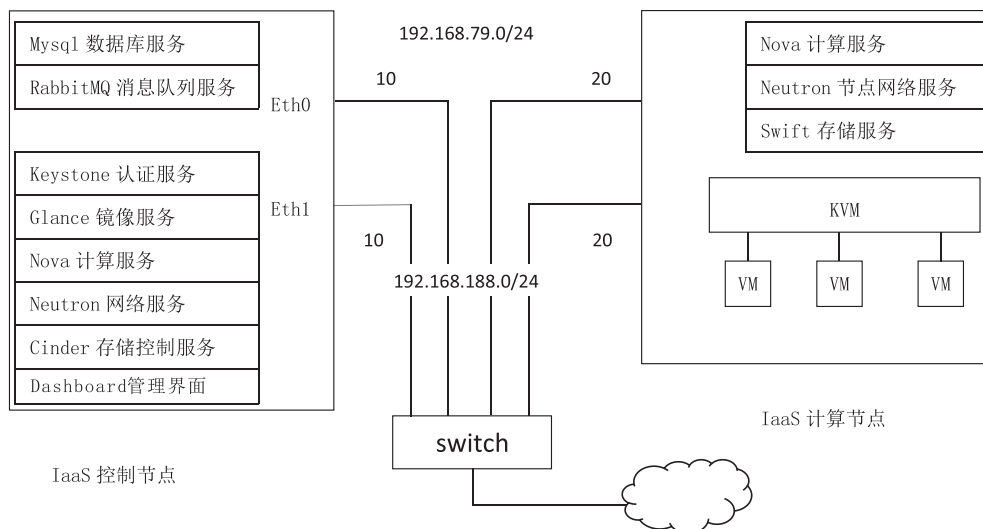 Mysql 数据库服务
RabbitMQ 消息队列服务
Eth0
Keystone 认证服务
Glance 镜像服务
Nova 计算服务
Neutron 网络服务
Cinder 存储控制服务
Dashboard管理界面
Eth1
IaaS 控制节点
192.168.79.0/24
10
20
10
20
192.168.188.0/24
switch
Nova 计算服务
Neutron 节点网络服务
Swift 存储服务
KVM
VM
VM
VM
IaaS 计算节点